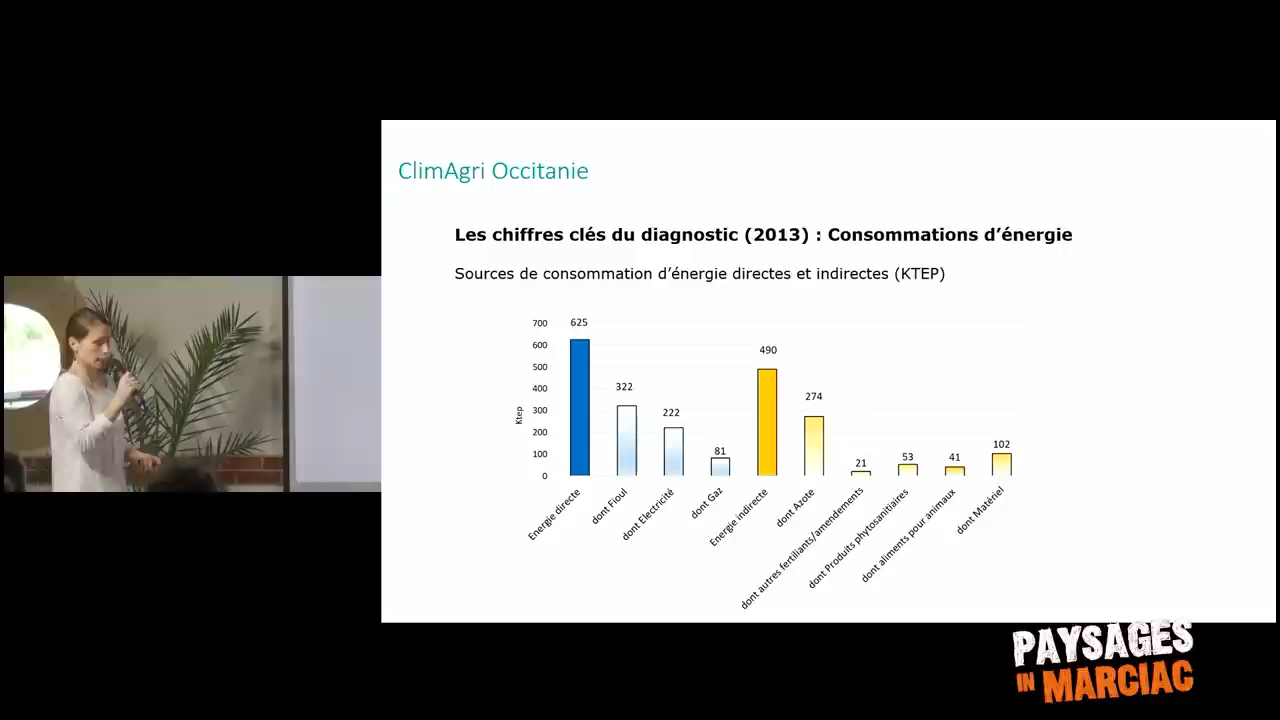 ClimAgri Occitanie
Les chiffres clés du diagnostic (2013) : Consommations d’énergie
Sources de consommation d’énergie directes et indirectes (KTEP)
Ktep
700
600
500
400
300
200
100
0
625
322
222
81
490
274
21
53
41
102
Energie directe
dont Fioul
dont Electricité
dont Gaz
Energie indirecte
dont Azote
dont autres fertiliants/amendements
dont Produits phytosanitiaires
dont aliments pour animaux
dont Matériel
PAYSAGES
IN MARCIAC